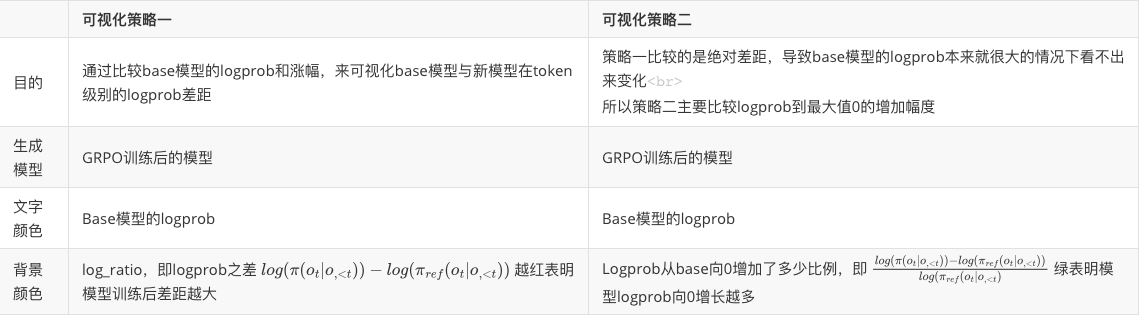 可视化策略一
可视化策略二
目的
通过比较base模型的logprob和涨幅，来可视化base模型与新模型在token
级别的logprob差距
策略一比较的是绝对差距，导致base模型的logprob本来就很大的情况下看不出
来变化<br>
所以策略二主要比较logprob到最大值0的增加幅度
生成
模型
GRPO训练后的模型
GRPO训练后的模型
文字
颜色
Base模型的logprob
Base模型的logprob
背景
颜色
log_ratio，即logprob之差 $log(\pi(o_t|o_{,<t})) - log(\pi_{ref}(o_t|o_{,<t}))$ 越红表明
模型训练后差距越大
Logprob从base向0增加了多少比例，即 $\frac{log(\pi(o_t|o_{,<t}))-log(\pi_{ref}(o_t|o_{,<t}))}{log(\pi_{ref}(o_t|o_{,<t})}$ 绿表明模
型logprob向0增长越多